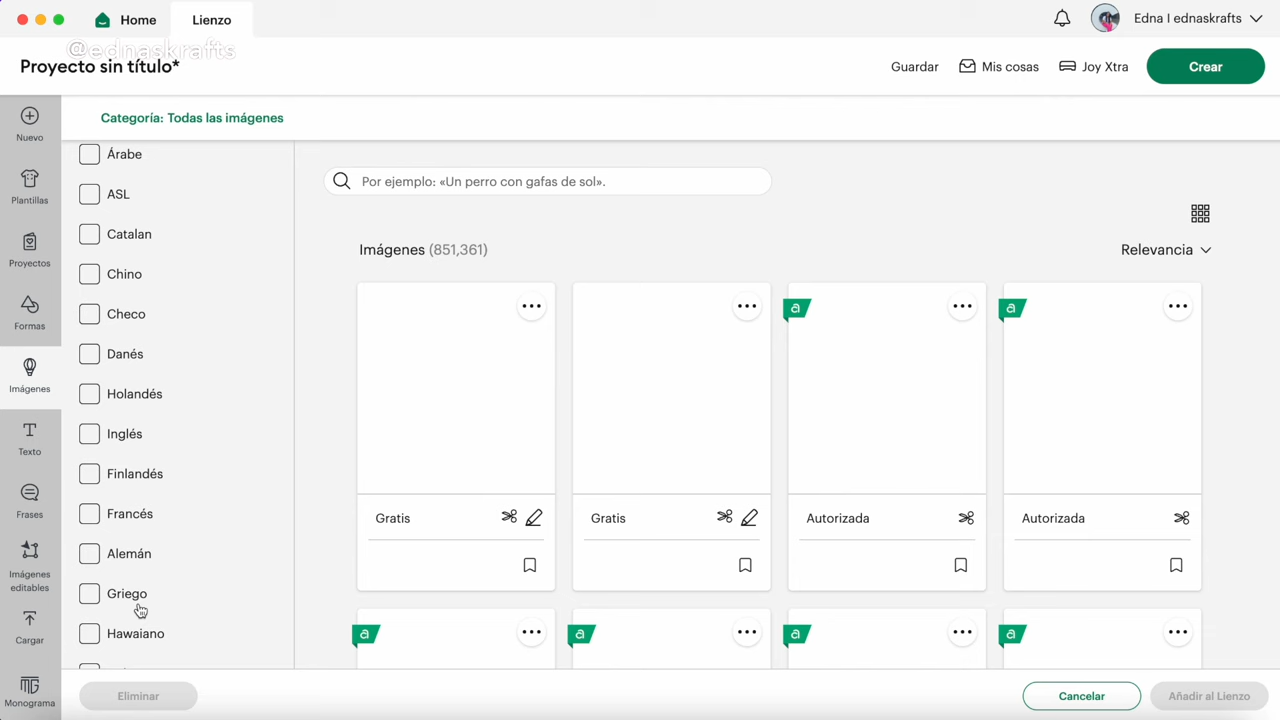 Home
Lienzo
Edna I ednaskrafts
@ednaskrafts
Proyecto sin título*
Guardar
Mis cosas
Joy Xtra
Crear
Nuevo
Plantillas
Proyectos
Formas
Imágenes
Texto
Frases
Imágenes
editables
Cargar
Monograma
Categoría: Todas las imágenes
Árabe
ASL
Catalan
Chino
Checo
Danés
Holandés
Inglés
Finlandés
Francés
Alemán
Griego
Hawaiano
Por ejemplo: «Un perro con gafas de sol».
Imágenes (851,361)
Relevancia
a
a
Gratis
Gratis
Autorizada
Autorizada
a
a
a
a
Eliminar
Cancelar
Añadir al Lienzo